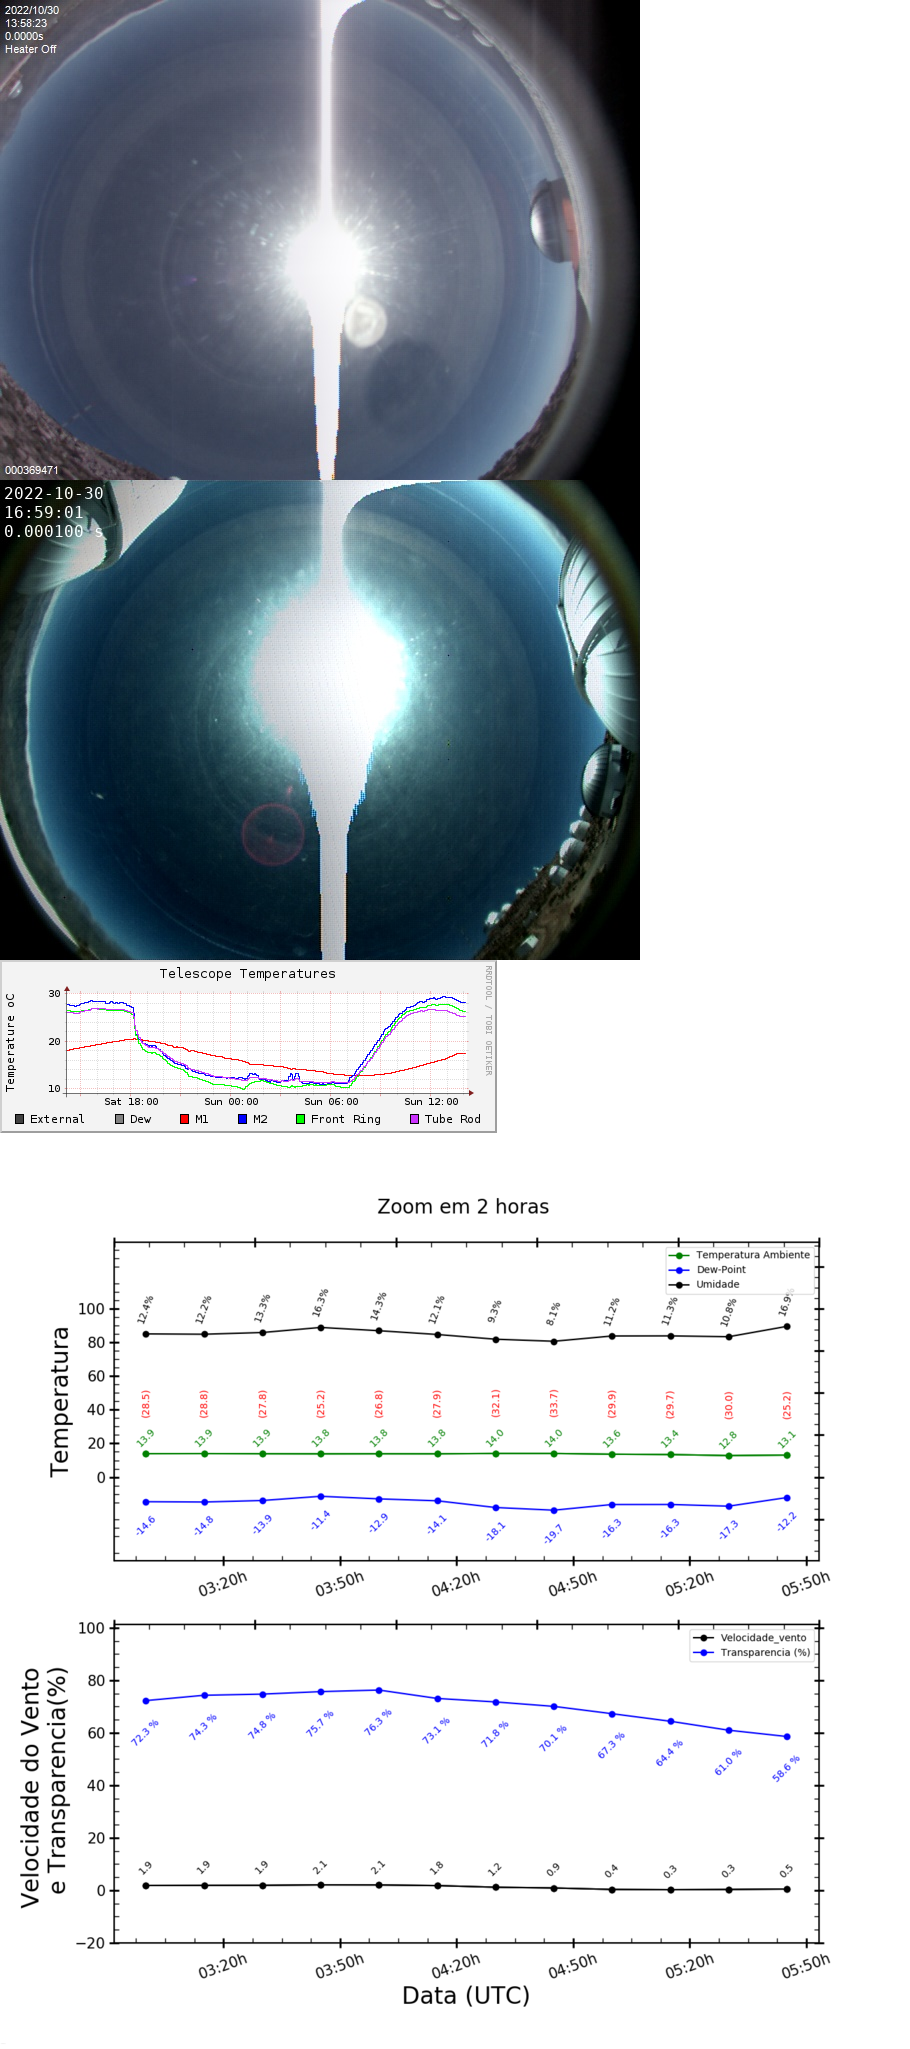 2022/10/30
13:58:23
0.0000s
Heater Off
000369471
2022-10-30
16:59:01
0.000100 s
Telescope Temperatures
RRDTOOL / TOBI OETIKER
Temperature oC
30
20
10
Sat 18:00 Sun 00:00 Sun 06:00 Sun 12:00
External Dew M1 M2 Front Ring Tube Rod
Zoom em 2 horas
Temperatura Ambiente
Dew-Point
Umidade
Temperatura
100
80
60
40
20
0
12.4% 12.2% 13.3% 16.3% 14.3% 12.1% 9.3% 8.1% 11.2% 11.3% 10.8% 16.9%
(28.5) (28.8) (27.8) (25.2) (26.8) (27.9) (32.1) (33.7) (29.9) (29.7) (30.0) (25.2)
13.9 13.9 13.9 13.8 13.8 13.8 14.0 14.0 13.6 13.4 12.8 13.1
-14.6 -14.8 -13.9 -11.4 -12.9 -14.1 -18.1 -19.7 -16.3 -16.3 -17.3 -12.2
03:20h 03:50h 04:20h 04:50h 05:20h 05:50h
Velocidade_vento
Transparencia (%)
Velocidade do Vento
e Transparencia(%)
100
80
60
40
20
0
−20
72.3 % 74.3 % 74.8 % 75.7 % 76.3 % 73.1 % 71.8 % 70.1 % 67.3 % 64.4 % 61.0 % 58.6 %
1.9 1.9 1.9 2.1 2.1 1.8 1.2 0.9 0.4 0.3 0.3 0.5
03:20h 03:50h 04:20h 04:50h 05:20h 05:50h
Data (UTC)